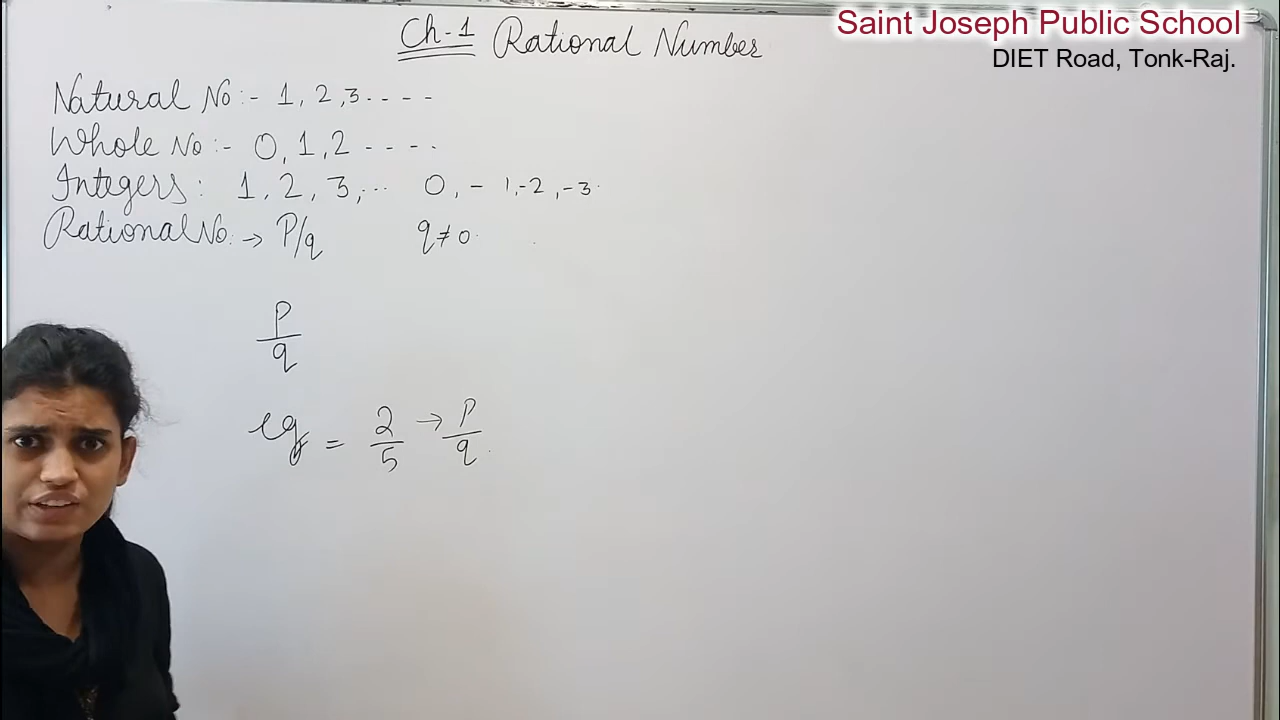 Saint Joseph Public School
DIET Road, Tonk-Raj.
Ch-1 Rational Number
Natural No:- 1, 2, 3 . - - -
Whole No:- 0, 1, 2 - - - -
Integers: 1, 2, 3, ... 0, - 1, -2, -3.
Rational No. → P/q q ≠ 0.
P
q
eg = 2/5 → P/q.